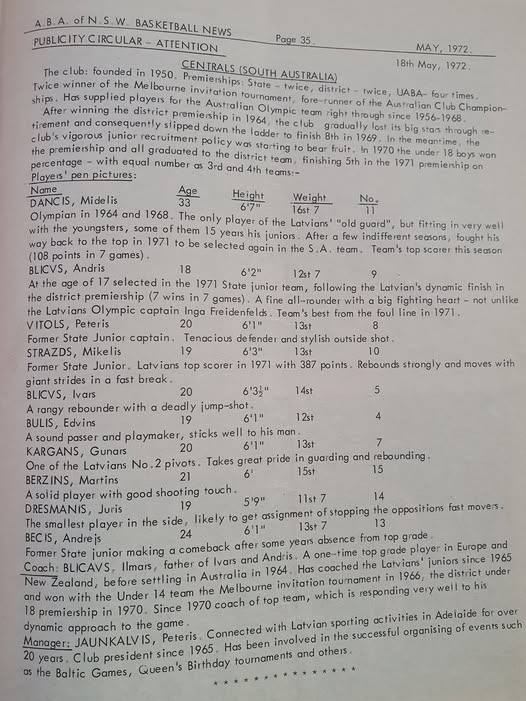 A.B.A. of N.S.W. BASKETBALL NEWS
Page 35.
MAY, 1972.
PUBLICITY CIRCULAR - ATTENTION
18th May, 1972.
CENTRALS (SOUTH AUSTRALIA)
The club: founded in 1950. Premierships: State - twice, district - twice, UABA- four times.
Twice winner of the Melbourne invitation tournament, fore-runner of the Australian Club Champion-
ships. Has supplied players for the Australian Olympic team right through since 1956-1968.
After winning the district premiership in 1964, the club gradually lost its big stars through re-
tirement and consequently slipped down the ladder to finish 8th in 1969. In the meantime, the
club's vigorous junior recruitment policy was starting to bear fruit. In 1970 the under 18 boys won
the premiership and all graduated to the district team, finishing 5th in the 1971 premiership on
percentage - with equal number as 3rd and 4th teams:-
Players' pen pictures:
Name Age Height Weight No.
DANCIS, Midelis 33 6'7" 16st 7 11
Olympian in 1964 and 1968. The only player of the Latvians' "old guard", but fitting in very well
with the youngsters, some of them 15 years his juniors. After a few indifferent seasons, fought his
way back to the top in 1971 to be selected again in the S.A. team. Team's top scorer this season
(108 points in 7 games).
BLICVS, Andris 18 6'2" 12st 7 9
At the age of 17 selected in the 1971 State junior team, following the Latvian's dynamic finish in
the district premiership (7 wins in 7 games). A fine all-rounder with a big fighting heart - not unlike
the Latvians Olympic captain Inga Freidenfelds. Team's best from the foul line in 1971.
VITOLS, Peteris 20 6'1" 13st 8
Former State Junior captain. Tenacious defender and stylish outside shot.
STRAZDS, Mikelis 19 6'3" 13st 10
Former State Junior. Latvians top scorer in 1971 with 387 points. Rebounds strongly and moves with
giant strides in a fast break.
BLICVS, Ivars 20 6'3½" 14st 5
A rangy rebounder with a deadly jump-shot.
BULIS, Edvins 19 6'1" 12st 4
A sound passer and playmaker, sticks well to his man.
KARGANS, Gunars 20 6'1" 13st 7
One of the Latvians No.2 pivots. Takes great pride in guarding and rebounding.
BERZINS, Martins 21 6' 15st 15
A solid player with good shooting touch.
DRESMANIS, Juris 19 5'9" 11st 7 14
The smallest player in the side, likely to get assignment of stopping the oppositions fast movers.
BECIS, Andrejs 24 6'1" 13st 7 13
Former State junior making a comeback after some years absence from top grade.
Coach: BLICAVS, Ilmars, father of Ivars and Andris. A one-time top grade player in Europe and
New Zealand, before settling in Australia in 1964. Has coached the Latvians' juniors since 1965
and won with the Under 14 team the Melbourne invitation tournament in 1966, the district under
18 premiership in 1970. Since 1970 coach of top team, which is responding very well to his
dynamic approach to the game.
Manager: JAUNKALVIS, Peteris. Connected with Latvian sporting activities in Adelaide for over
20 years. Club president since 1965. Has been involved in the successful organising of events such
as the Baltic Games, Queen's Birthday tournaments and others.
* * * * * * * * * * * * * * *